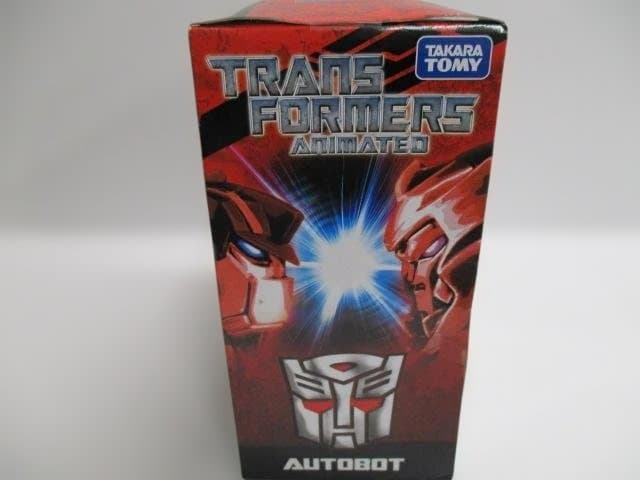 TAKARA
TOMY
TRANS
FORMERS
ANIMATED
AUTOBOT